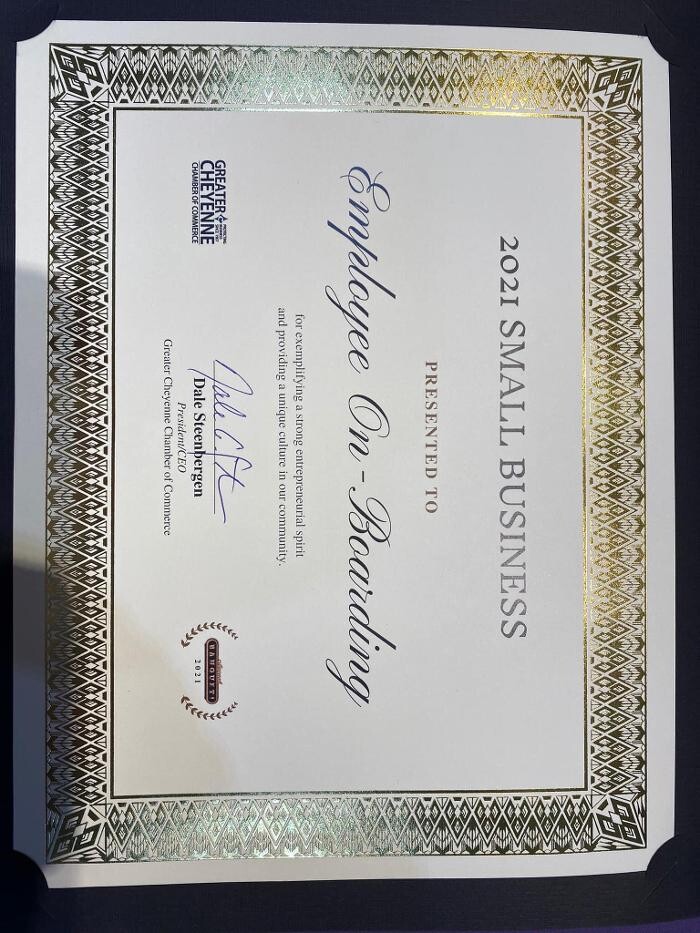 2021 SMALL BUSINESS
PRESENTED TO
Employee On-Boarding
for exemplifying a strong entrepreneurial spirit
and providing a unique culture in our community.
GREATER
CHEYENNE
CHAMBER OF COMMERCE
Dale Steenbergen
President/CEO
Greater Cheyenne Chamber of Commerce
BANQUET
2021